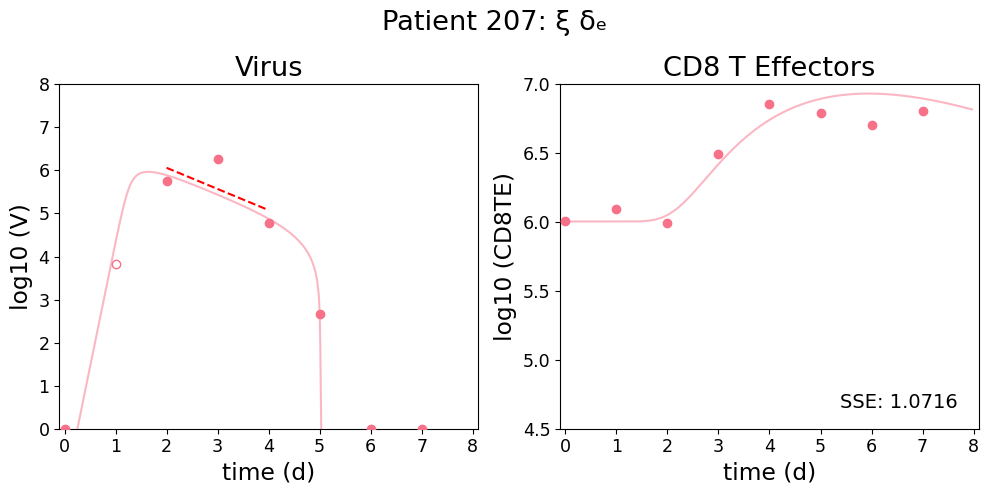 Patient 207: ξ δₑ
Virus
CD8 T Effectors
log10 (V)
8
7
6
5
4
3
2
1
0
0 1 2 3 4 5 6 7 8
time (d)
log10 (CD8TE)
7.0
6.5
6.0
5.5
5.0
4.5
SSE: 1.0716
0 1 2 3 4 5 6 7 8
time (d)